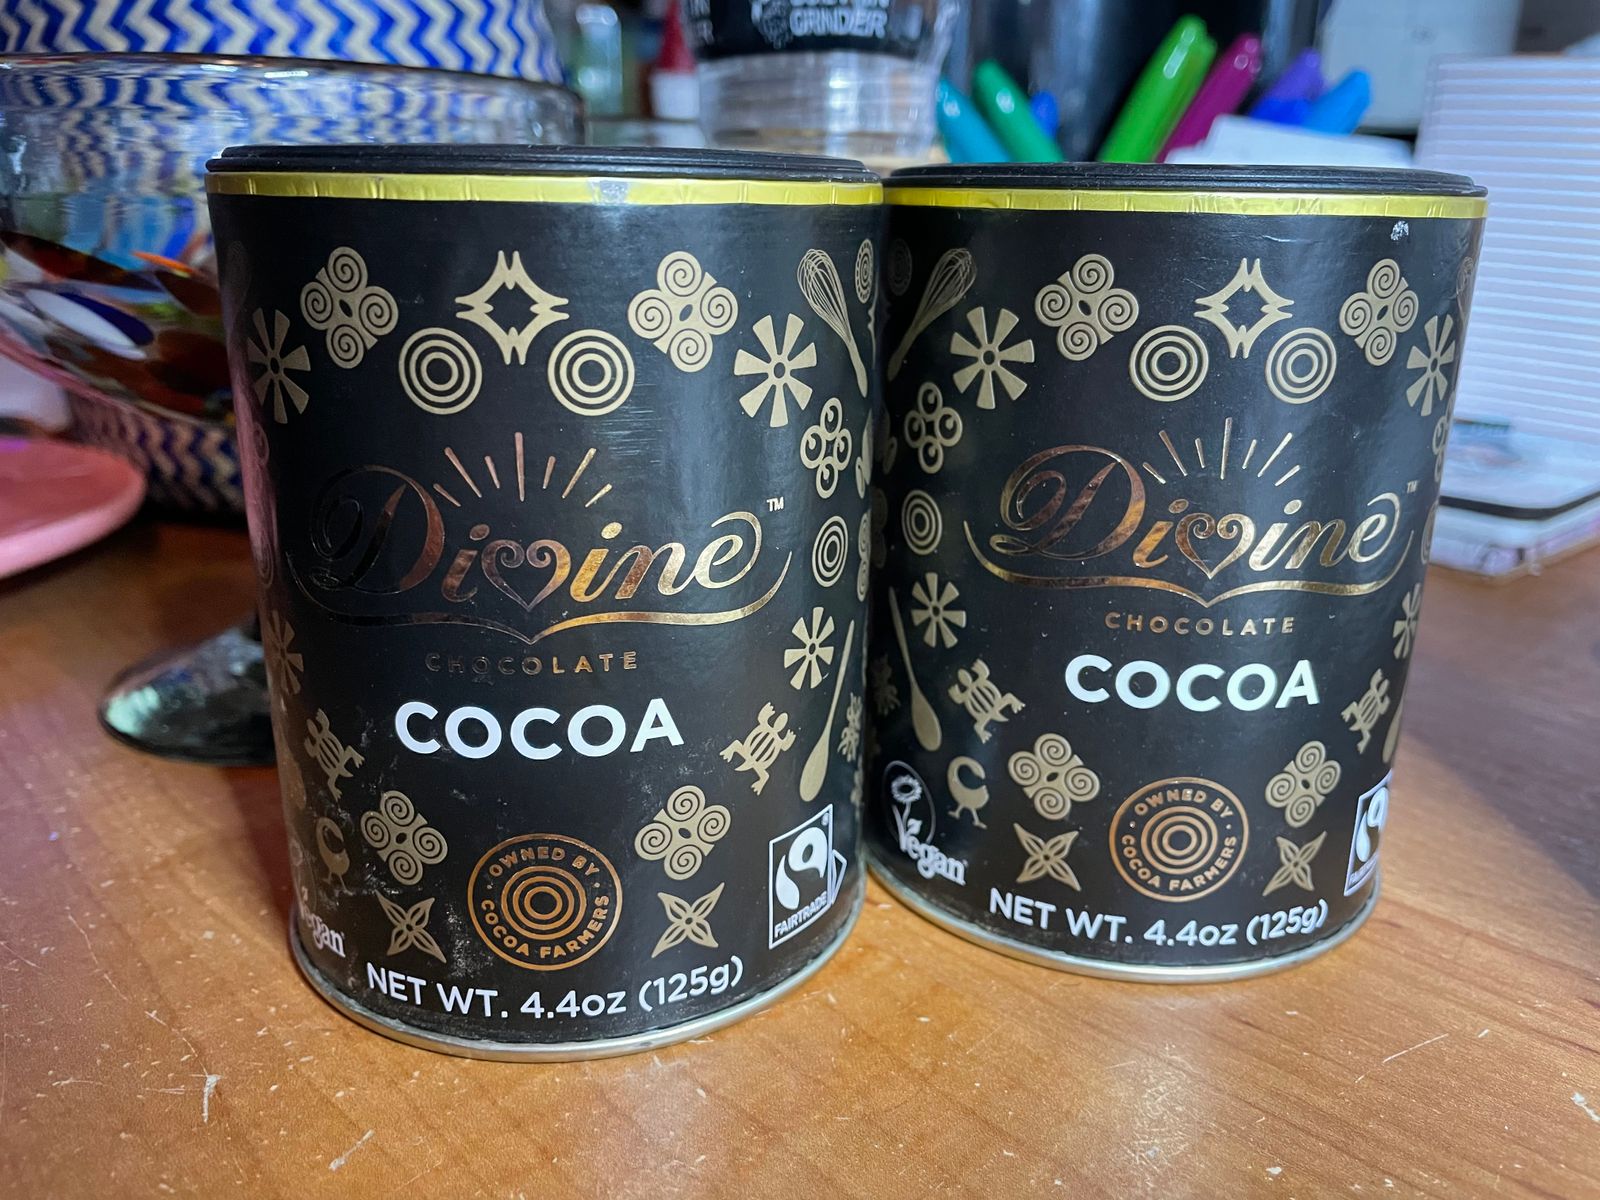 GRINDER
Divine™
CHOCOLATE
COCOA
OWNED BY
COCOA FARMERS
Vegan
FAIRTRADE
NET WT. 4.4oz (125g)
Divine™
CHOCOLATE
COCOA
Vegan
OWNED BY
COCOA FARMERS
NET WT. 4.4oz (125g)